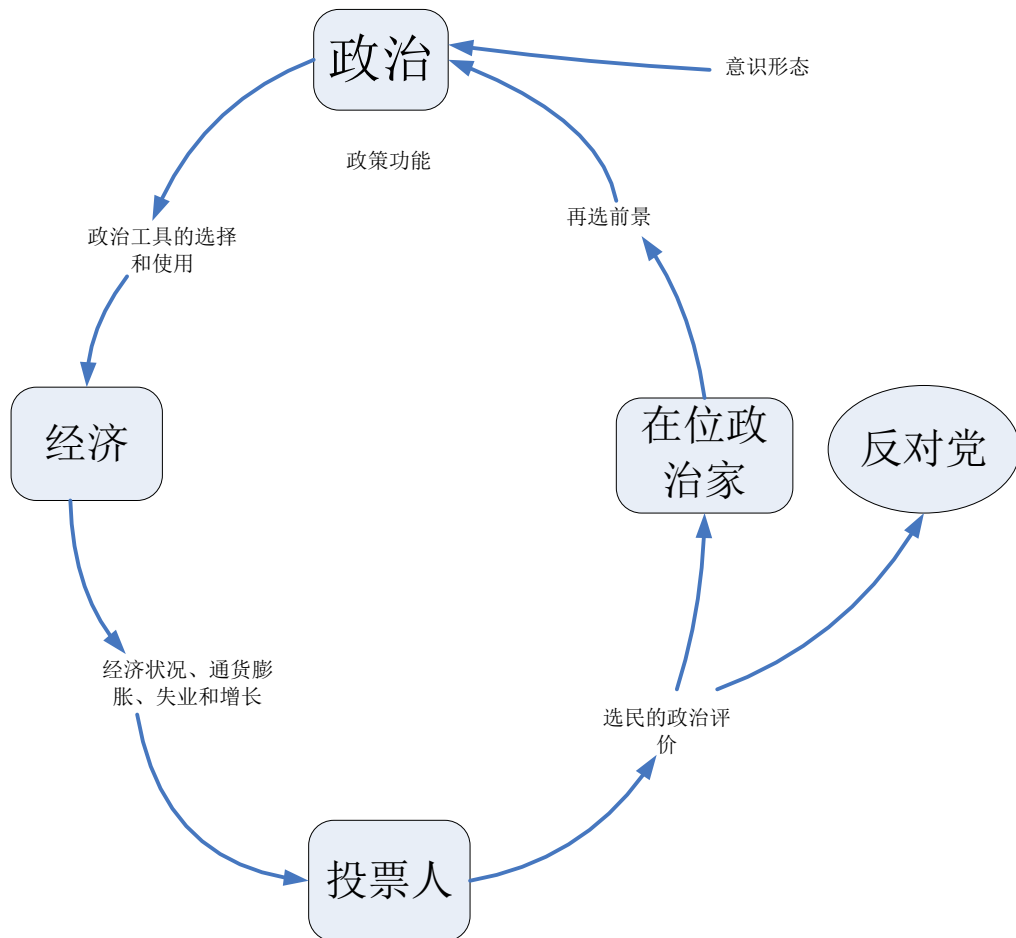 政治
意识形态
政策功能
再选前景
政治工具的选择
和使用
经济
在位政
治家
反对党
经济状况、通货膨
胀、失业和增长
选民的政治评
价
投票人